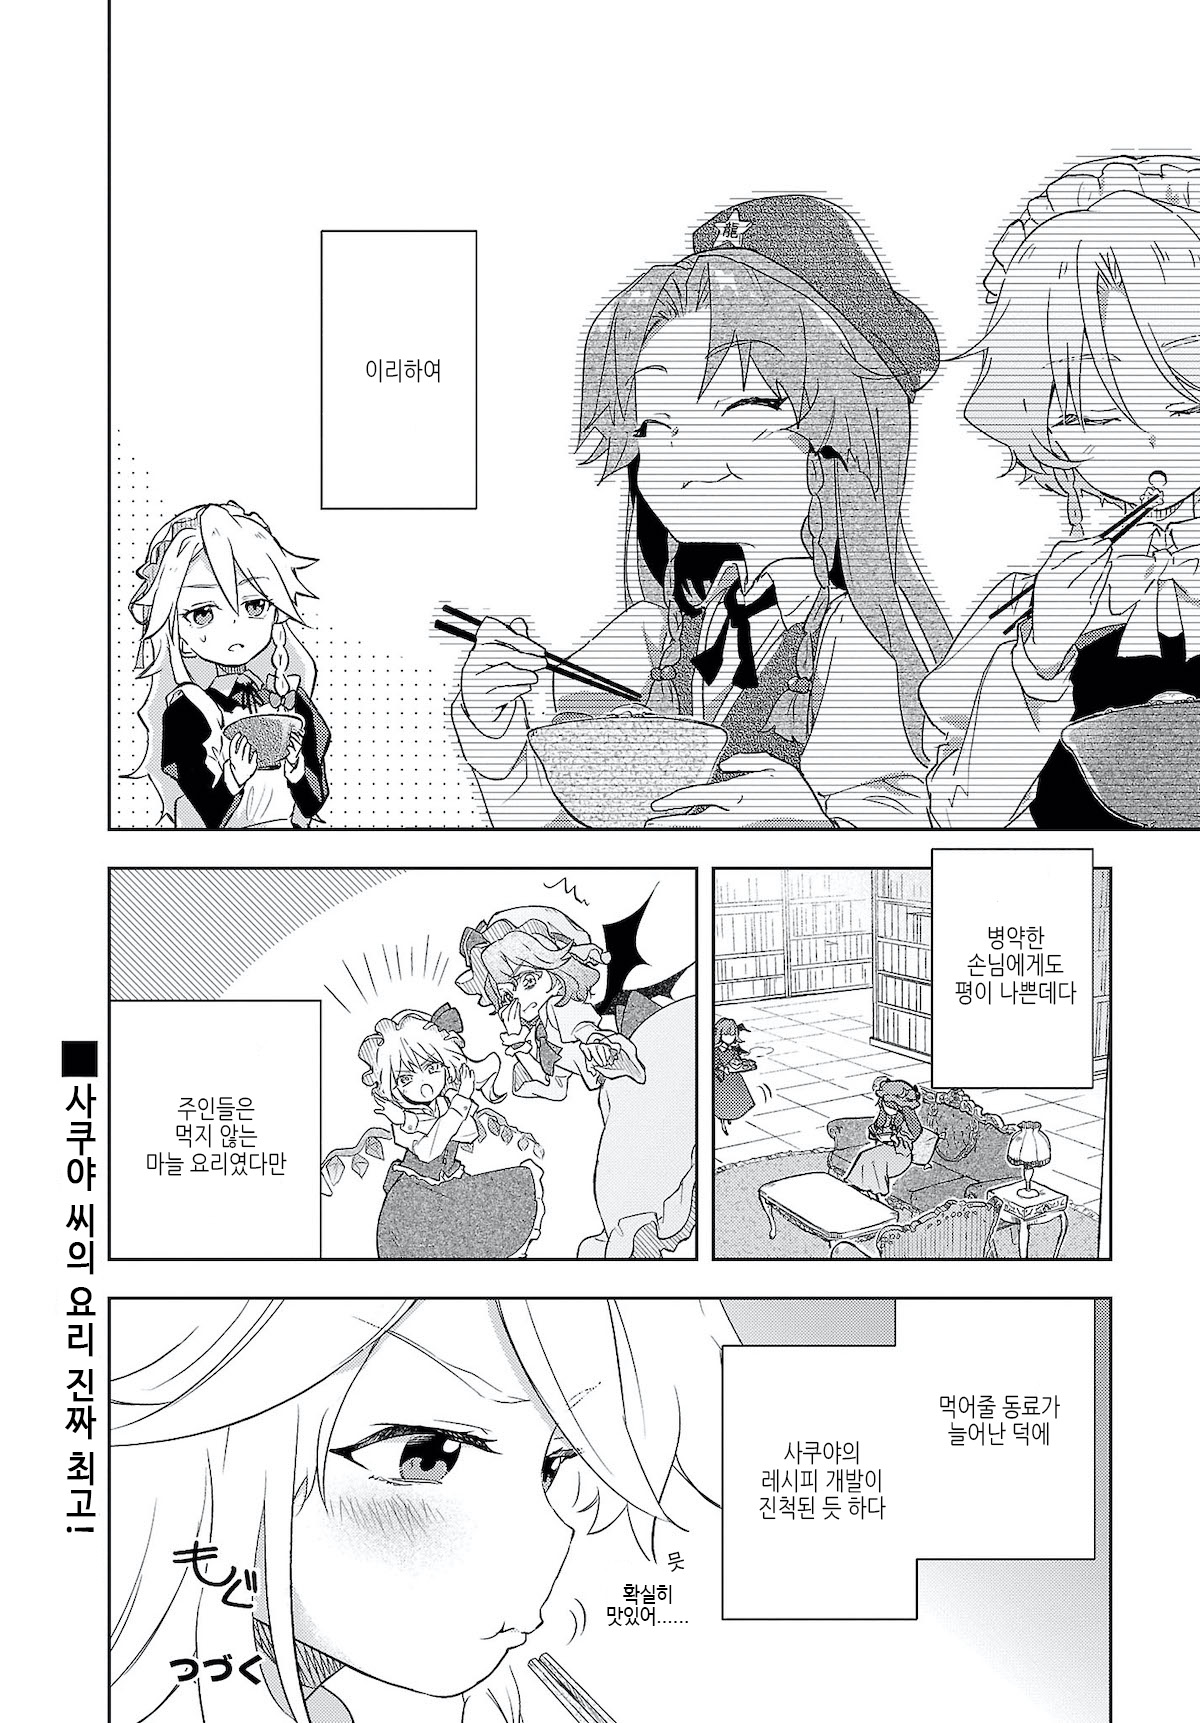 龍
이리하여
병약한
손님에게도
평이 나쁜데다
주인들은
먹지 않는
마늘 요리였다만
먹어줄 동료가
늘어난 덕에
사쿠야의
레시피 개발이
진척된 듯 하다
믓
확실히
맛있어......
もぐ
つづく
■사쿠야 씨의 요리 진짜 최고!